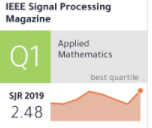 IEEE Signal Processing
Magazine
Q1
Applied
Mathematics
best quartile
SJR 2019
2.48